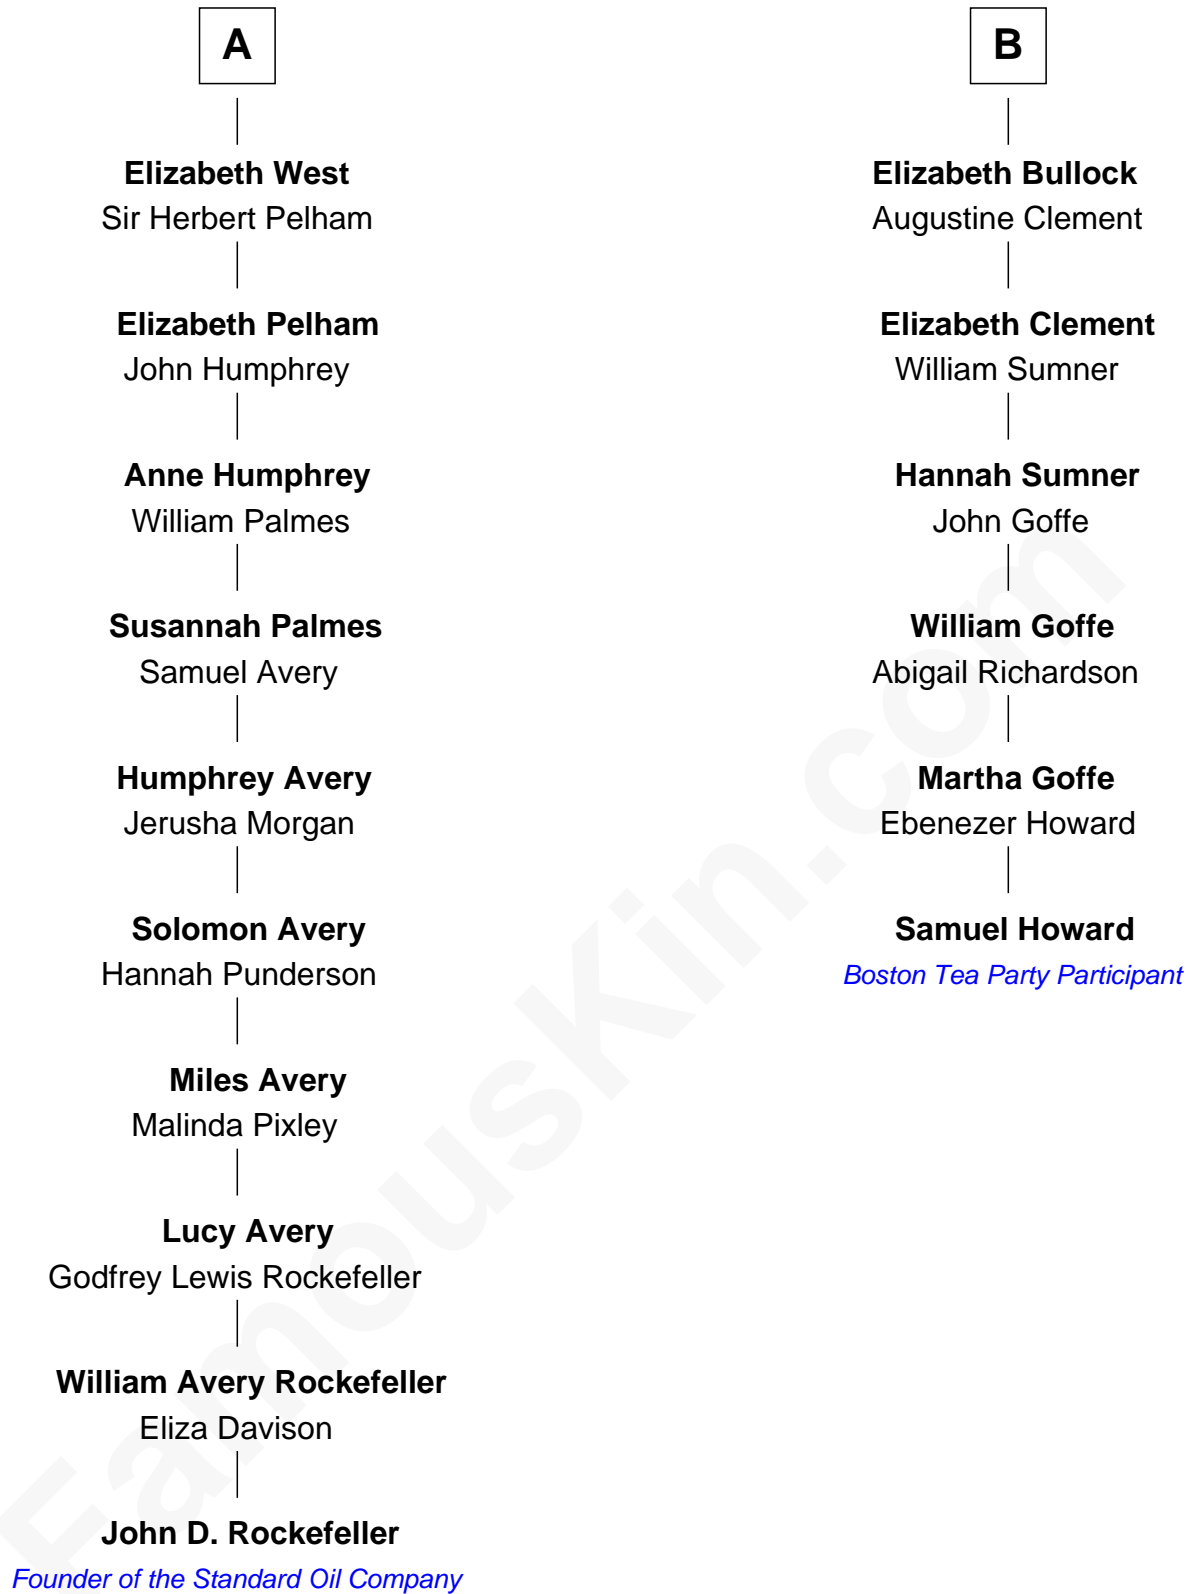 A
Elizabeth West
Sir Herbert Pelham
Elizabeth Pelham
John Humphrey
Anne Humphrey
William Palmes
Susannah Palmes
Samuel Avery
Humphrey Avery
Jerusha Morgan
Solomon Avery
Hannah Punderson
Miles Avery
Malinda Pixley
Lucy Avery
Godfrey Lewis Rockefeller
William Avery Rockefeller
Eliza Davison
John D. Rockefeller
Founder of the Standard Oil Company
B
Elizabeth Bullock
Augustine Clement
Elizabeth Clement
William Sumner
Hannah Sumner
John Goffe
William Goffe
Abigail Richardson
Martha Goffe
Ebenezer Howard
Samuel Howard
Boston Tea Party Participant
FamousKin.com